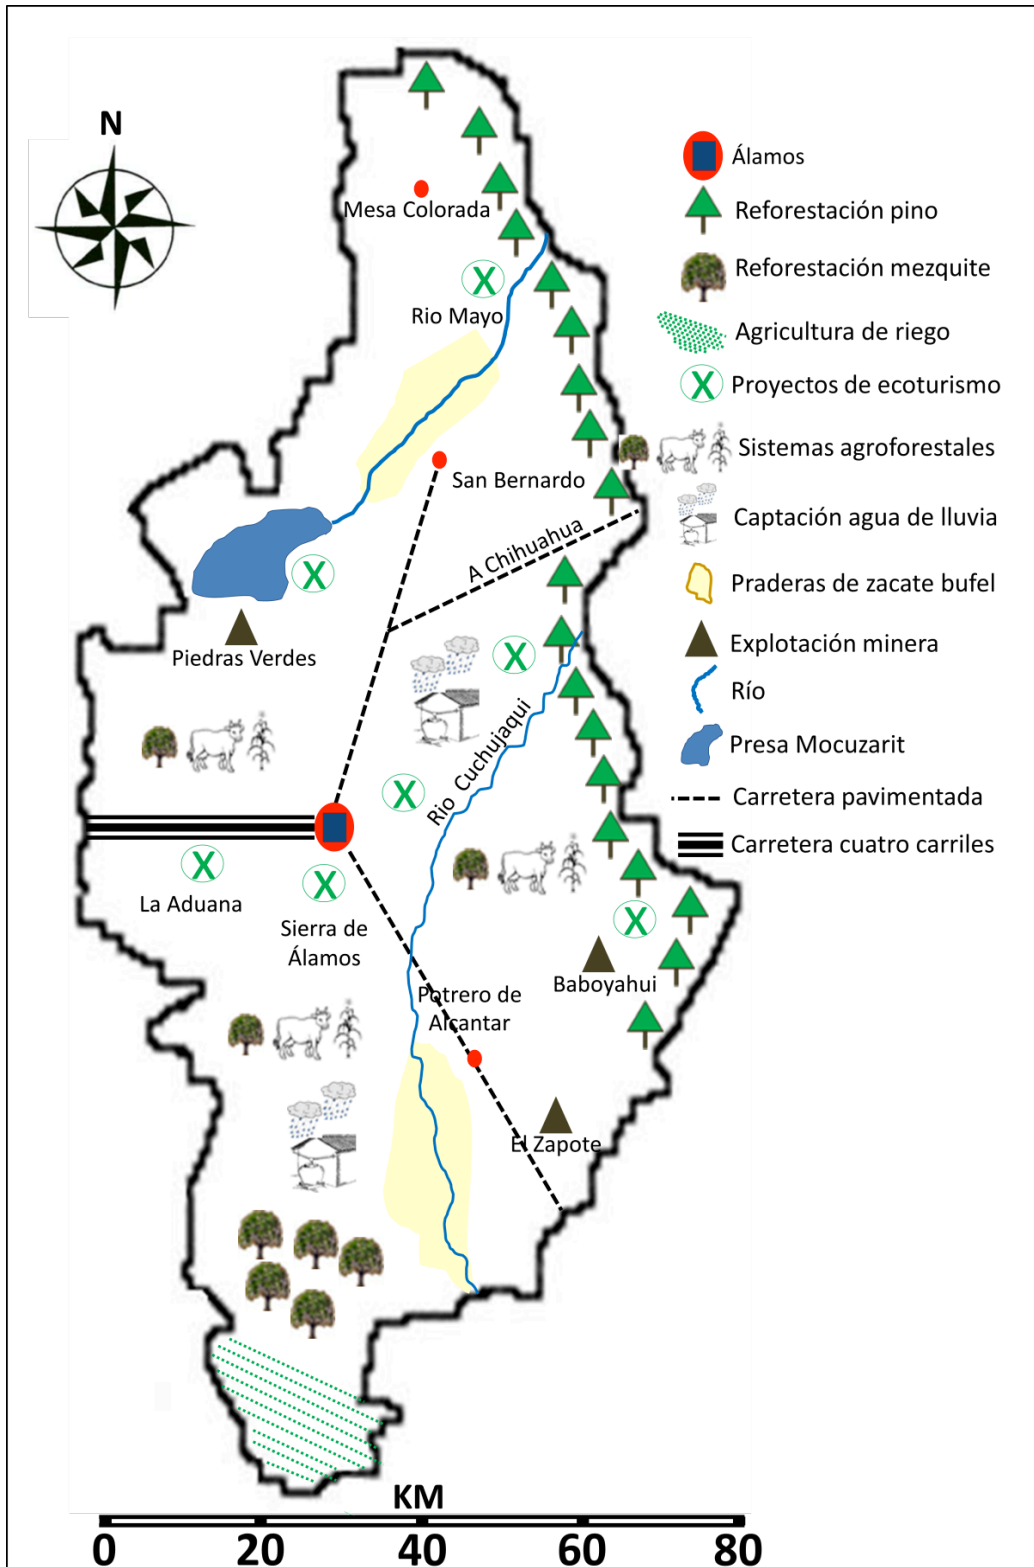 N
Mesa Colorada
Rio Mayo
San Bernardo
A Chihuahua
Piedras Verdes
Rio Cuchujaqui
La Aduana
Sierra de
Álamos
Potrero de
Alcantar
Baboyahui
El Zapote
Álamos
Reforestación pino
Reforestación mezquite
Agricultura de riego
X Proyectos de ecoturismo
Sistemas agroforestales
Captación agua de lluvia
Praderas de zacate bufel
Explotación minera
Río
Presa Mocuzarit
Carretera pavimentada
Carretera cuatro carriles
X
X
X
X
X
X
X
KM
0 20 40 60 80